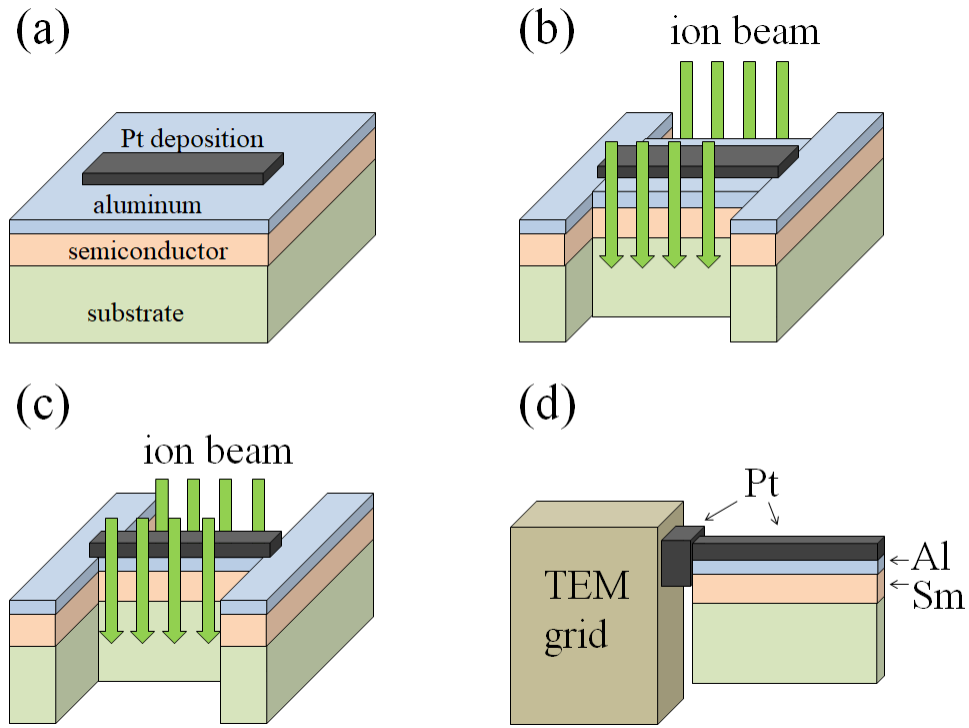 (a)
Pt deposition
aluminum
semiconductor
substrate
(b)
ion beam
(c)
ion beam
(d)
Pt
TEM
grid
Al
Sm